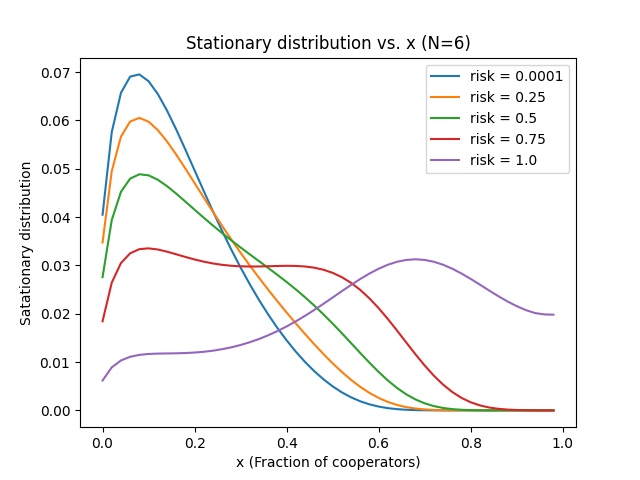 Stationary distribution vs. x (N=6)
Satationary distribution
0.07
0.06
0.05
0.04
0.03
0.02
0.01
0.00
risk = 0.0001
risk = 0.25
risk = 0.5
risk = 0.75
risk = 1.0
0.0 0.2 0.4 0.6 0.8 1.0
x (Fraction of cooperators)